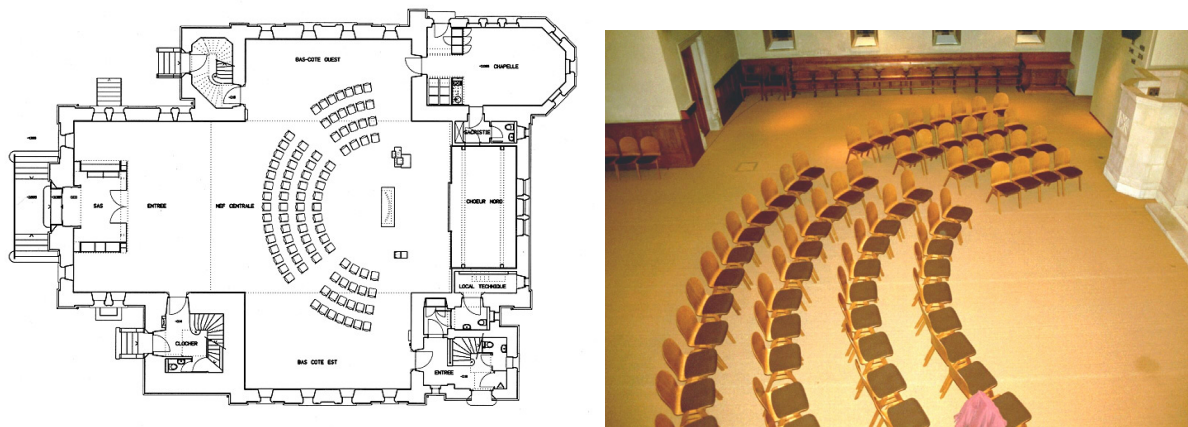 BAS-COTE OUEST
CHAPELLE
SACRISTIE
SAS
ENTREE
NEF CENTRALE
CHOEUR NORD
LOCAL TECHNIQUE
CLOCHER
BAS COTE EST
ENTREE